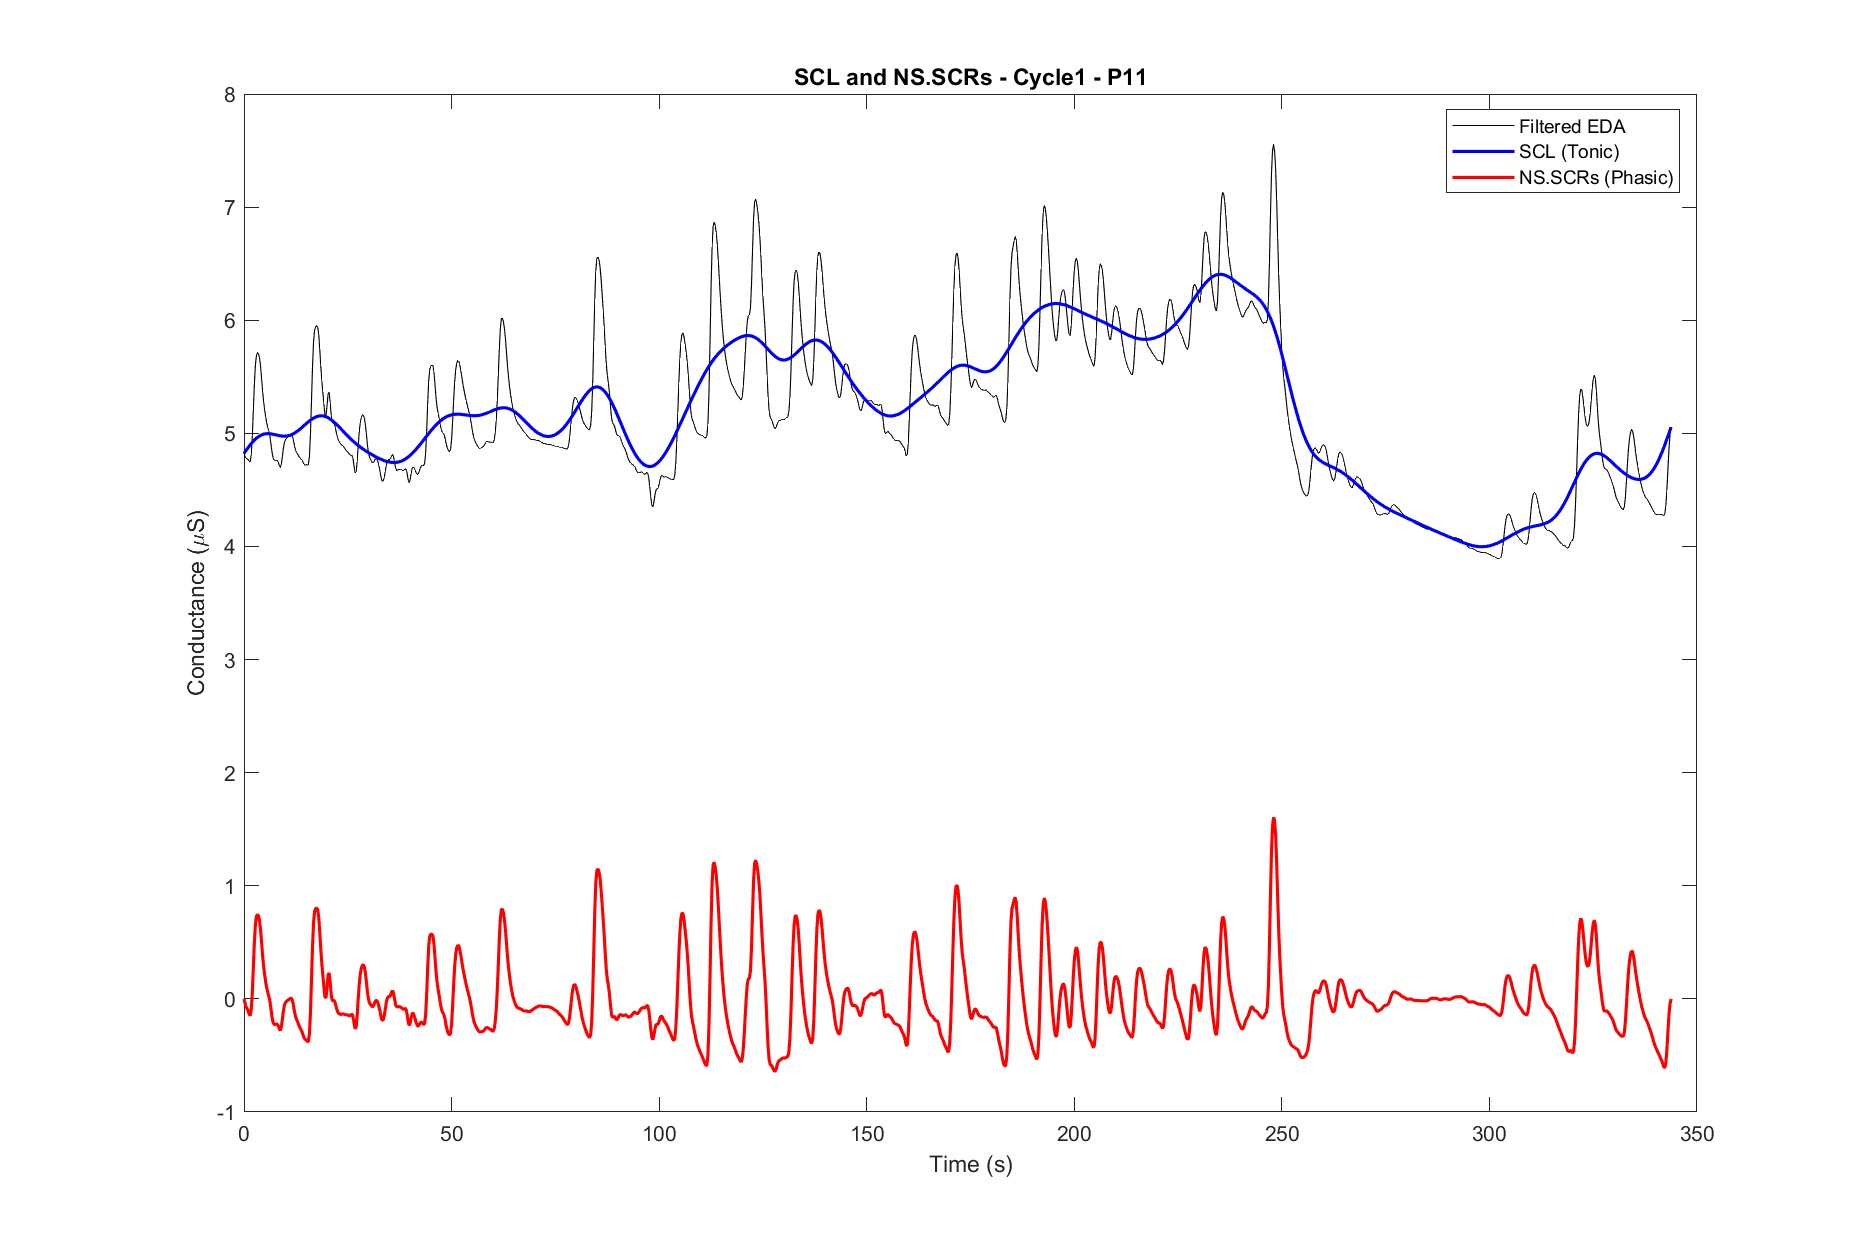 SCL and NS.SCRs - Cycle1 - P11
8
7
6
5
4
3
2
1
0
-1
Conductance (μS)
Filtered EDA
SCL (Tonic)
NS.SCRs (Phasic)
0 50 100 150 200 250 300 350
Time (s)